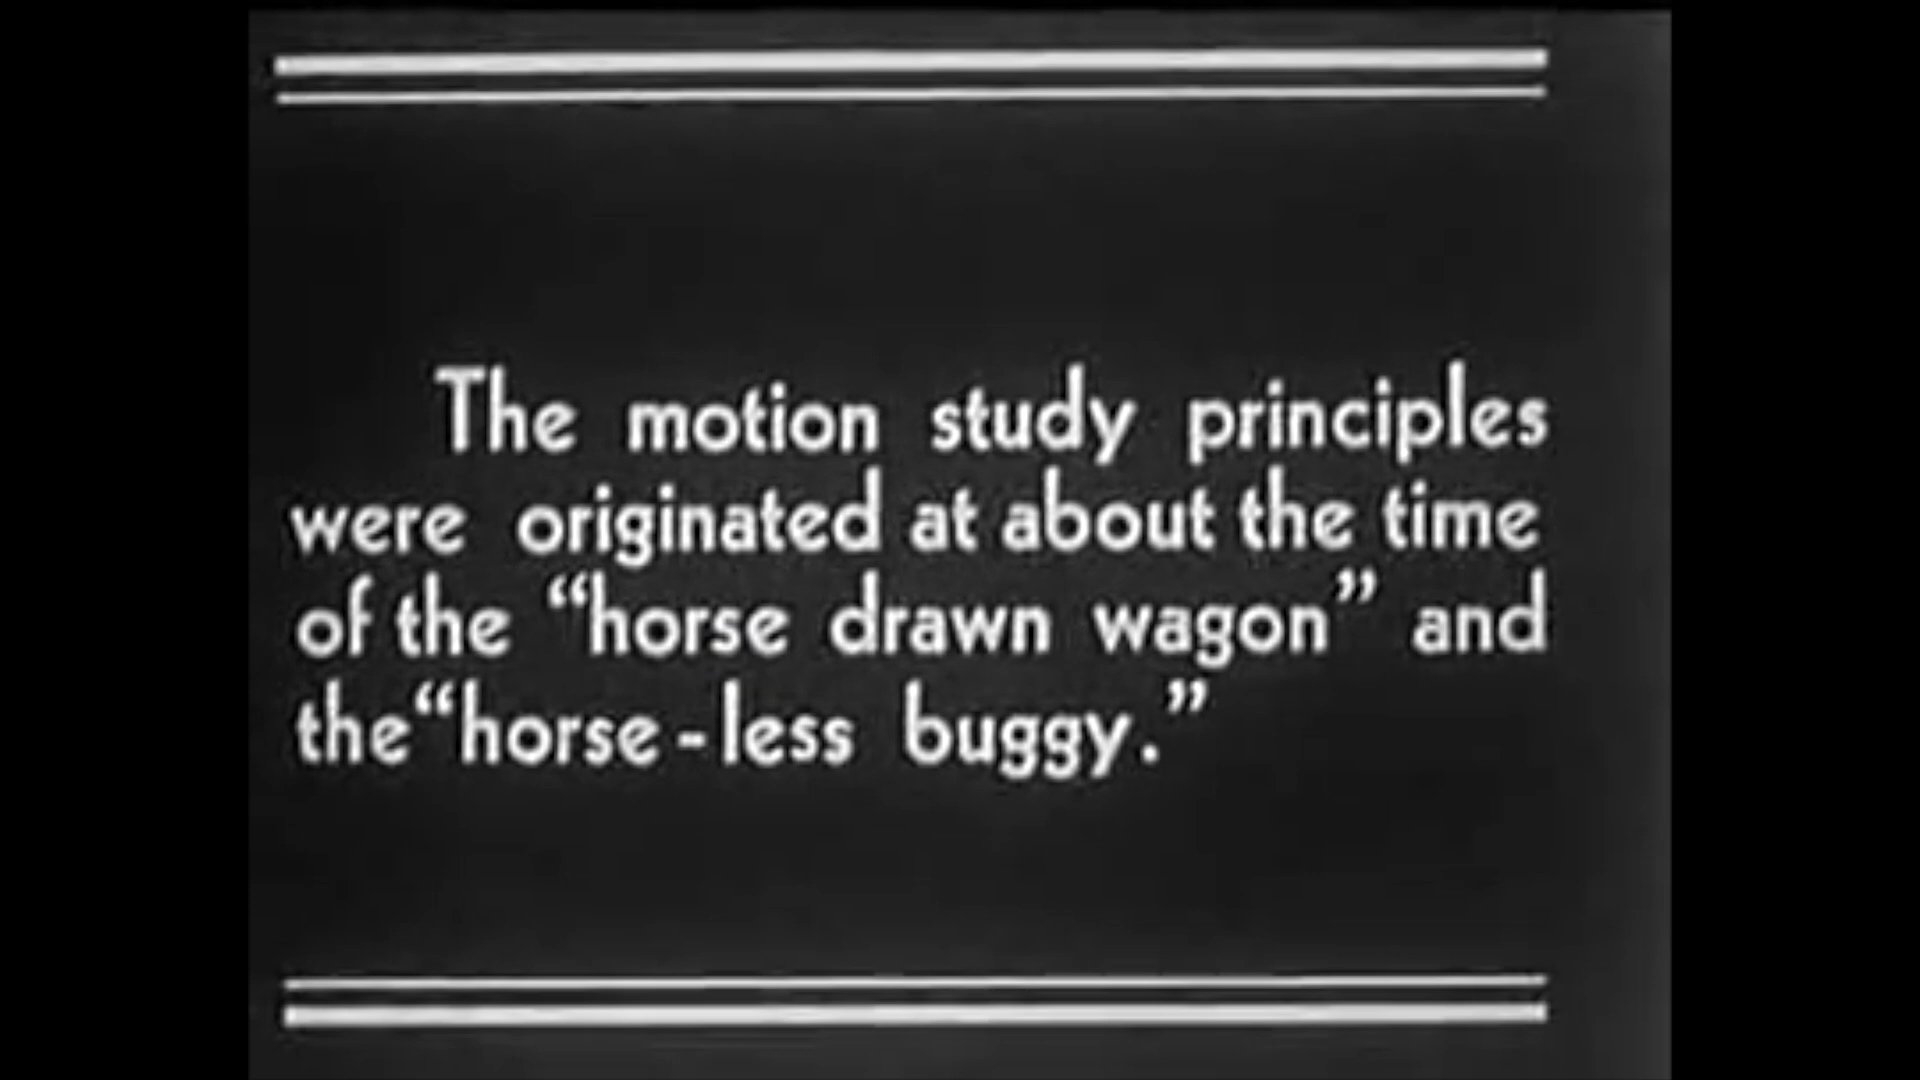 The motion study principles
were originated at about the time
of the “horse drawn wagon” and
the “horse-less buggy.”